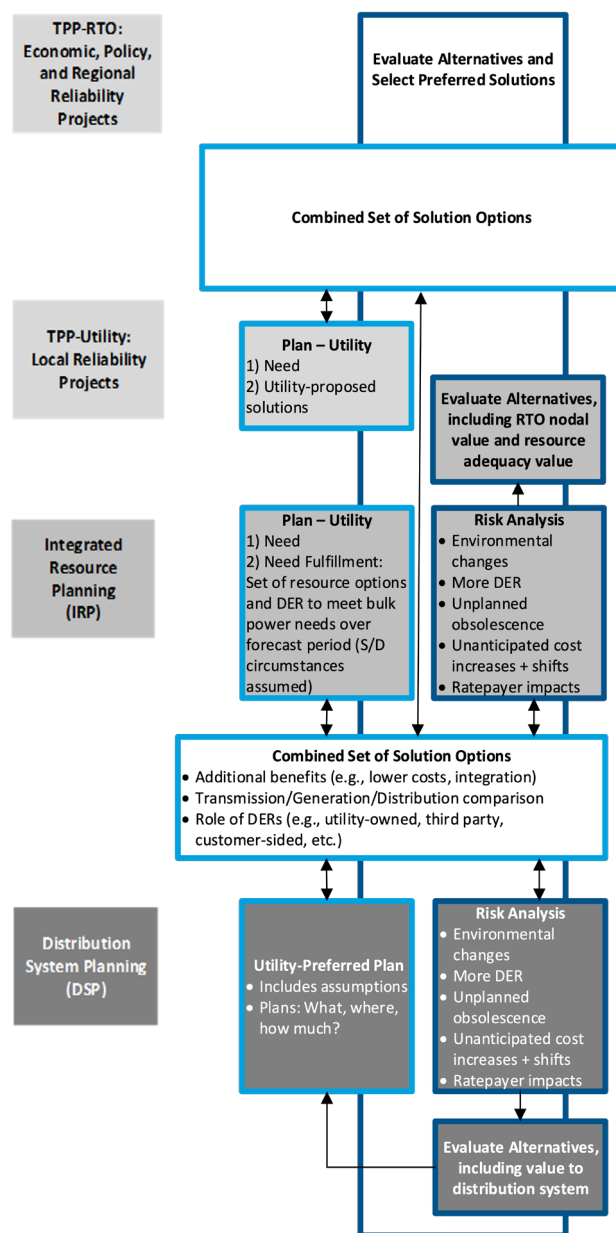 TPP-RTO:
Economic, Policy,
and Regional
Reliability
Projects
Evaluate Alternatives and
Select Preferred Solutions
Combined Set of Solution Options
TPP-Utility:
Local Reliability
Projects
Plan – Utility
1) Need
2) Utility-proposed
solutions
Evaluate Alternatives,
including RTO nodal
value and resource
adequacy value
Integrated
Resource
Planning
(IRP)
Plan – Utility
1) Need
2) Need Fulfillment:
Set of resource options
and DER to meet bulk
power needs over
forecast period (S/D
circumstances
assumed)
Risk Analysis
• Environmental
changes
• More DER
• Unplanned
obsolescence
• Unanticipated cost
increases + shifts
• Ratepayer impacts
Combined Set of Solution Options
• Additional benefits (e.g., lower costs, integration)
• Transmission/Generation/Distribution comparison
• Role of DERs (e.g., utility-owned, third party,
customer-sided, etc.)
Distribution
System Planning
(DSP)
Utility-Preferred Plan
• Includes assumptions
• Plans: What, where,
how much?
Risk Analysis
• Environmental
changes
• More DER
• Unplanned
obsolescence
• Unanticipated cost
increases + shifts
• Ratepayer impacts
Evaluate Alternatives,
including value to
distribution system